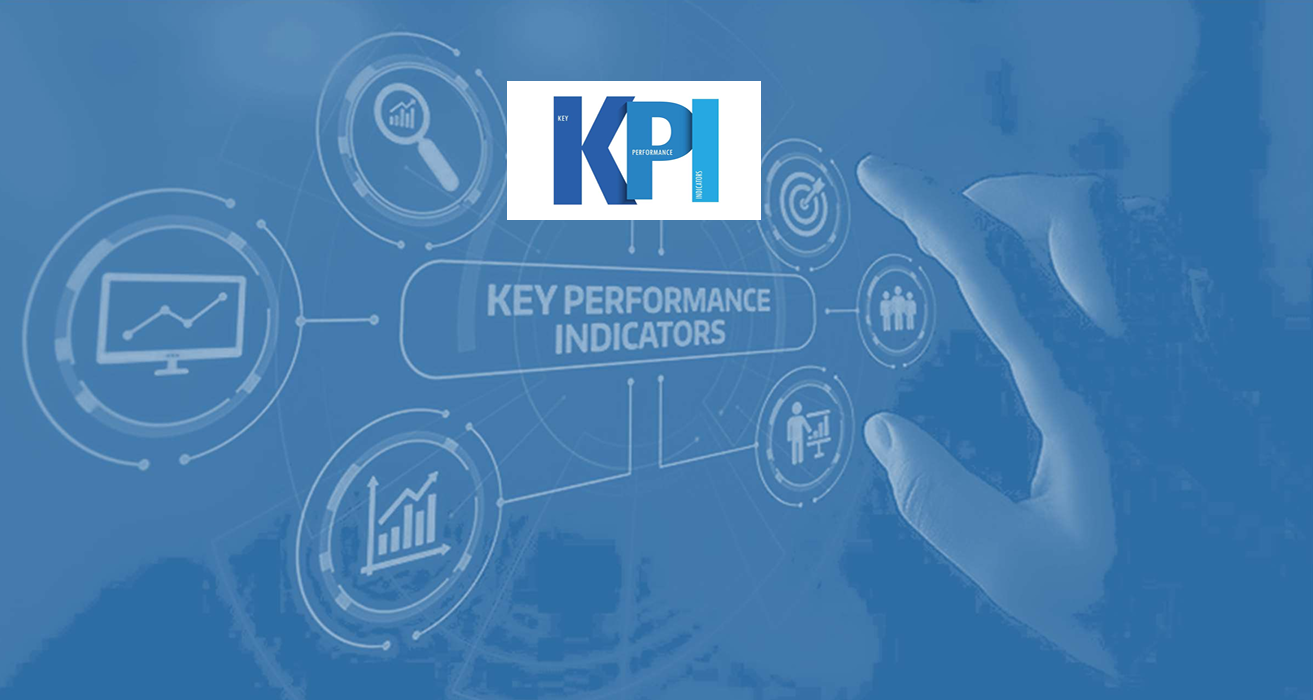 KPI
KEY
PERFORMANCE
INDICATORS
KEY PERFORMANCE
INDICATORS